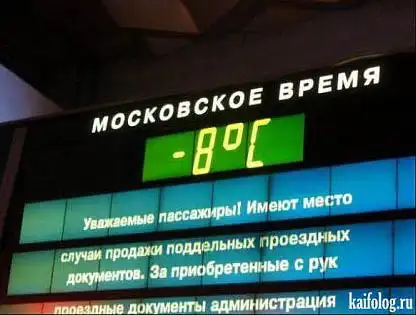 МОСКОВСКОЕ ВРЕМЯ
-8°C
Уважаемые пассажиры! Имеют место
случаи продажи поддельных проездных
документов. За приобретенные с рук
проездные документы администрация
kaifolog.ru